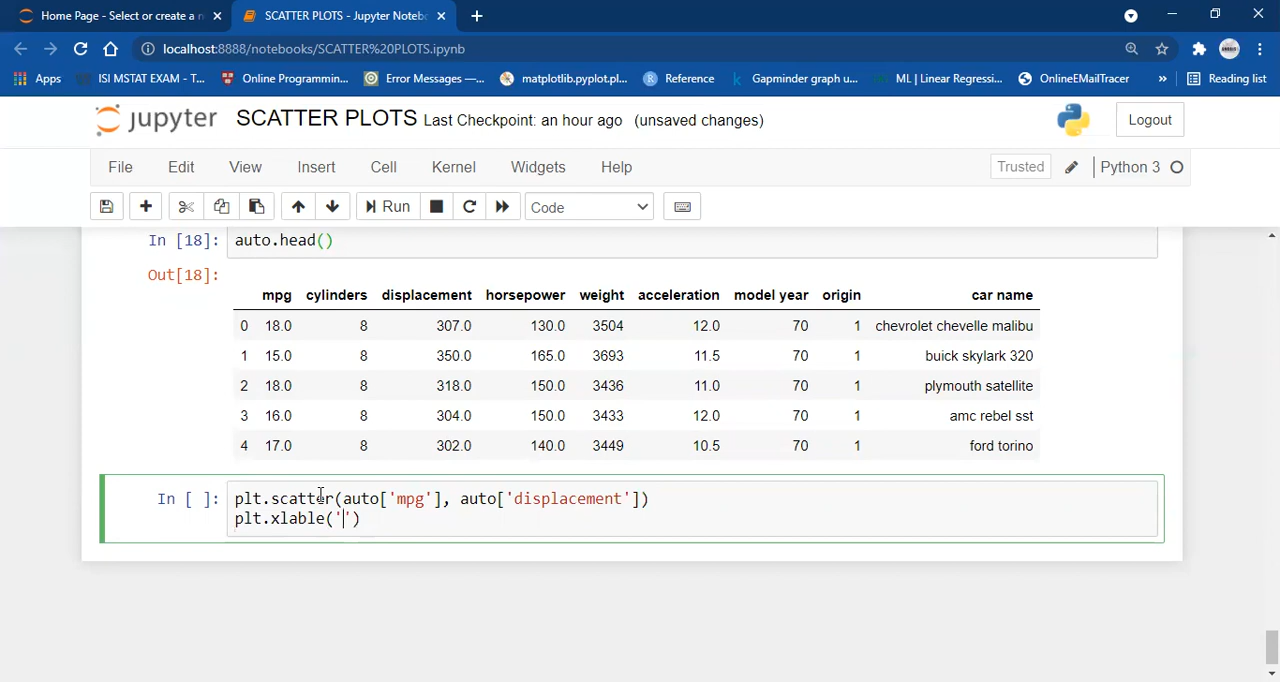 Home Page - Select or create a n
SCATTER PLOTS - Jupyter Notebo
localhost:8888/notebooks/SCATTER%20PLOTS.ipynb
Apps ISI MSTAT EXAM - T... Online Programmin... Error Messages —... matplotlib.pyplot.pl... Reference Gapminder graph u... ML | Linear Regressi... OnlineEMailTracer » Reading list
jupyter SCATTER PLOTS Last Checkpoint: an hour ago (unsaved changes) Logout
File Edit View Insert Cell Kernel Widgets Help Trusted Python 3
Run Code
In [18]: auto.head()
Out[18]:
mpg cylinders displacement horsepower weight acceleration model year origin car name
0 18.0 8 307.0 130.0 3504 12.0 70 1 chevrolet chevelle malibu
1 15.0 8 350.0 165.0 3693 11.5 70 1 buick skylark 320
2 18.0 8 318.0 150.0 3436 11.0 70 1 plymouth satellite
3 16.0 8 304.0 150.0 3433 12.0 70 1 amc rebel sst
4 17.0 8 302.0 140.0 3449 10.5 70 1 ford torino
In [ ]: plt.scatter(auto['mpg'], auto['displacement'])
plt.xlable('')